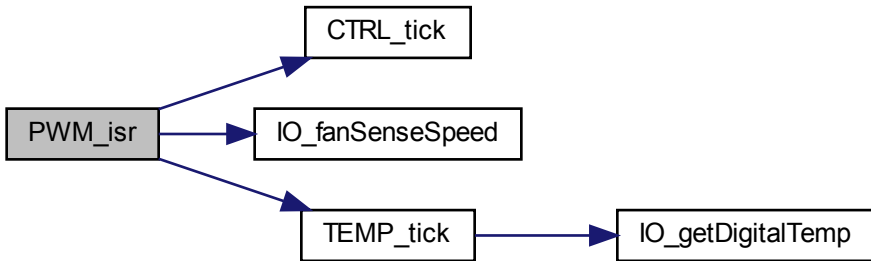 CTRL_tick
PWM_isr
IO_fanSenseSpeed
TEMP_tick
IO_getDigitalTemp